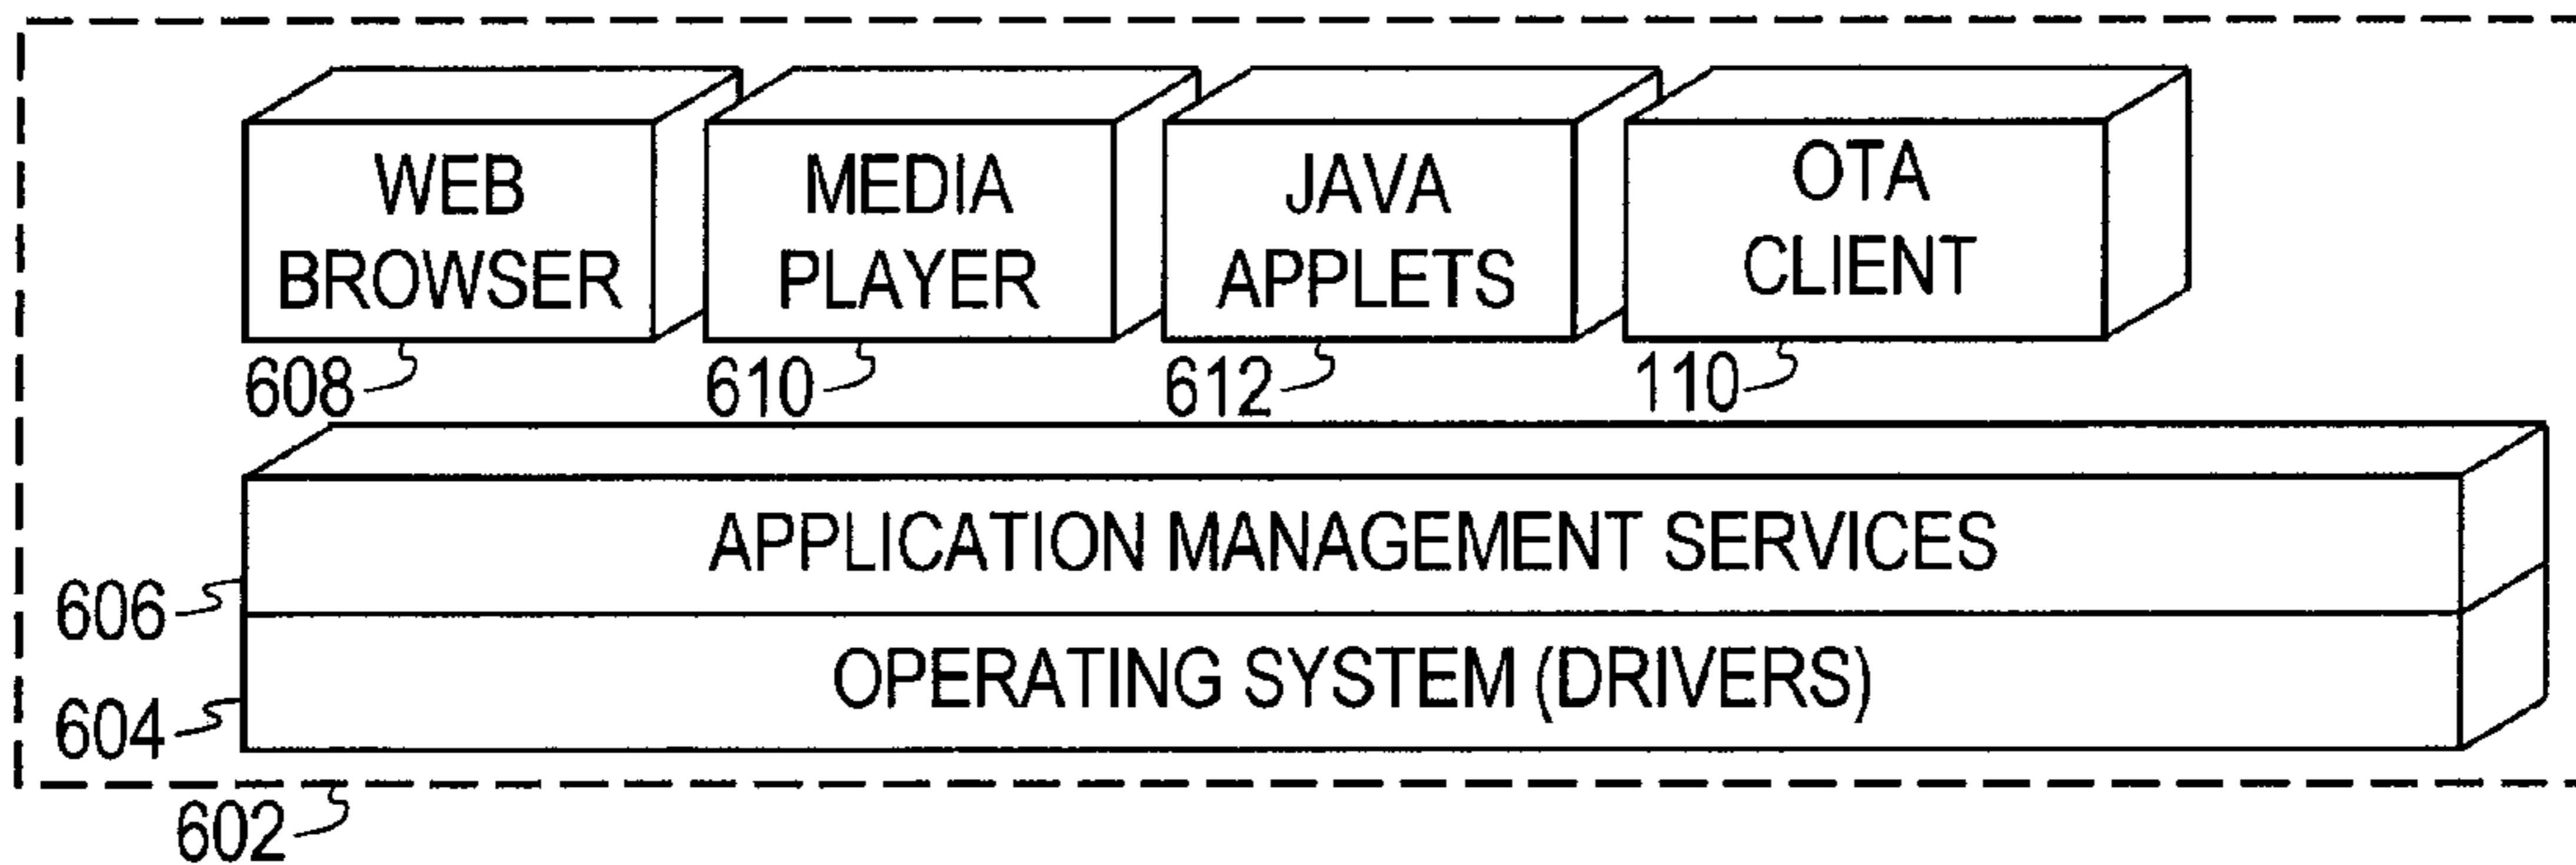 WEB
BROWSER
MEDIA
PLAYER
JAVA
APPLETS
OTA
CLIENT
608
610
612
110
APPLICATION MANAGEMENT SERVICES
606
OPERATING SYSTEM (DRIVERS)
604
602